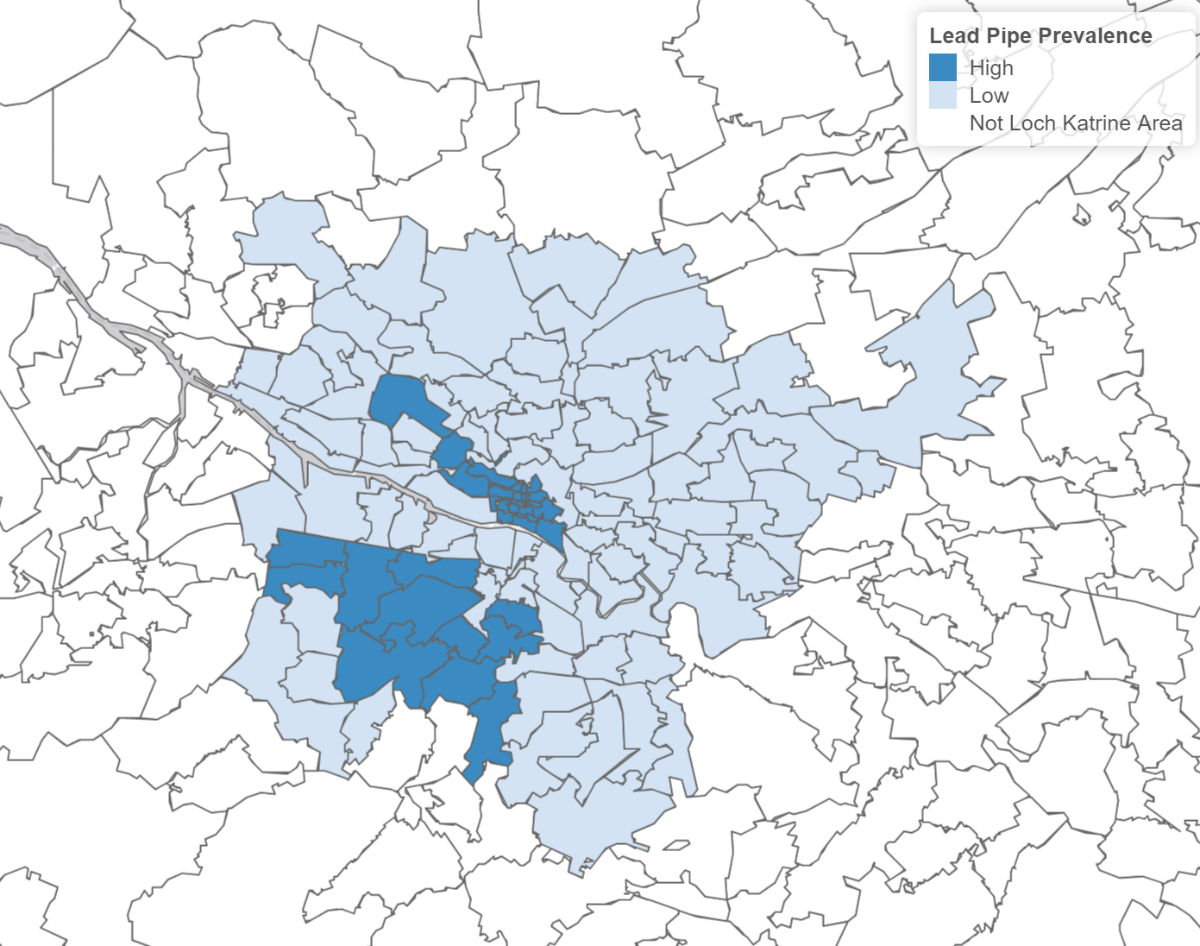 Lead Pipe Prevalence
High
Low
Not Loch Katrine Area